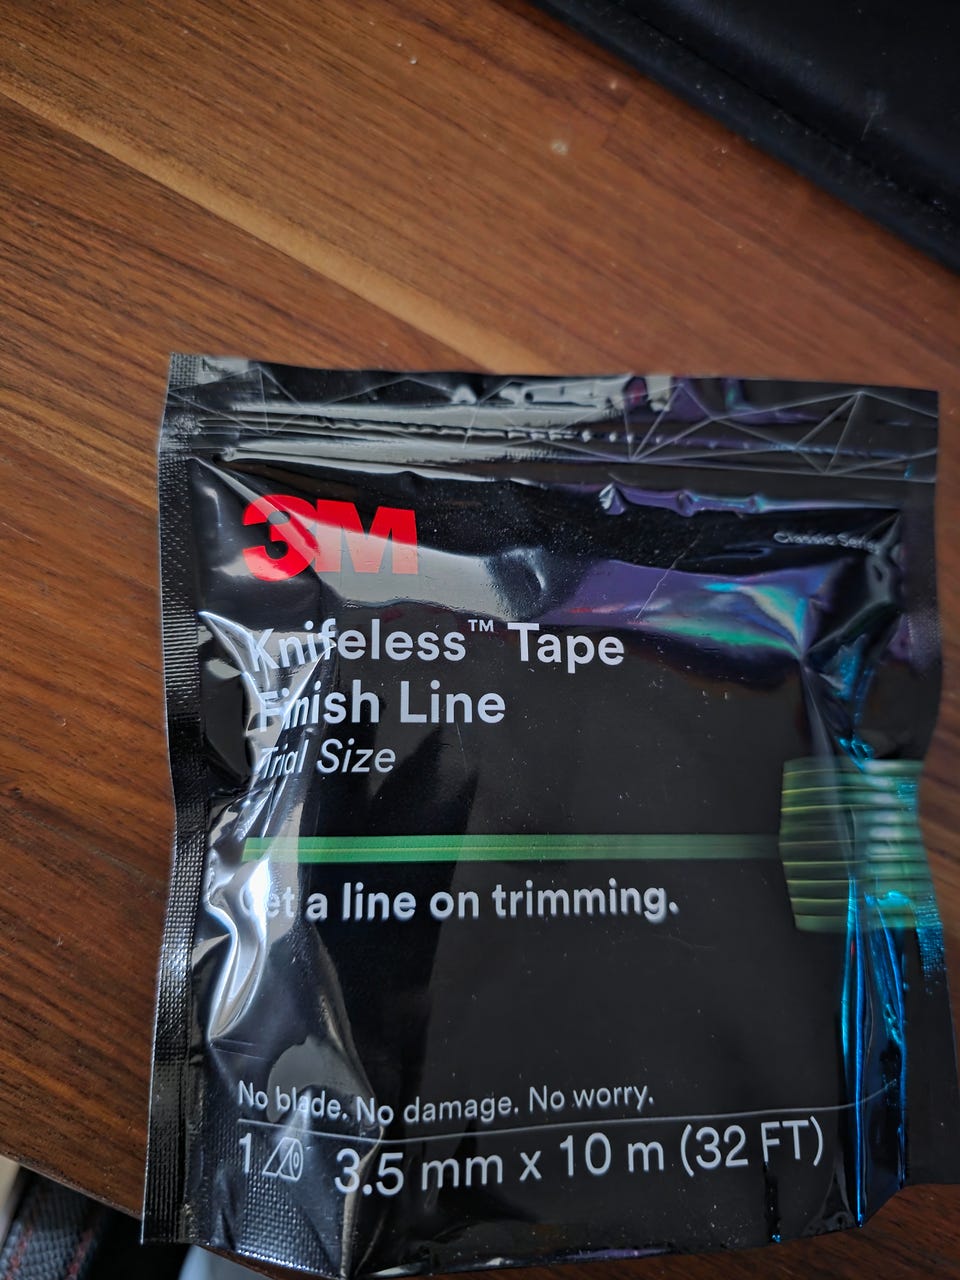 3M
Classic Series
Knifeless™ Tape
Finish Line
Trial Size
Get a line on trimming.
No blade. No damage. No worry.
1 3.5 mm x 10 m (32 FT)